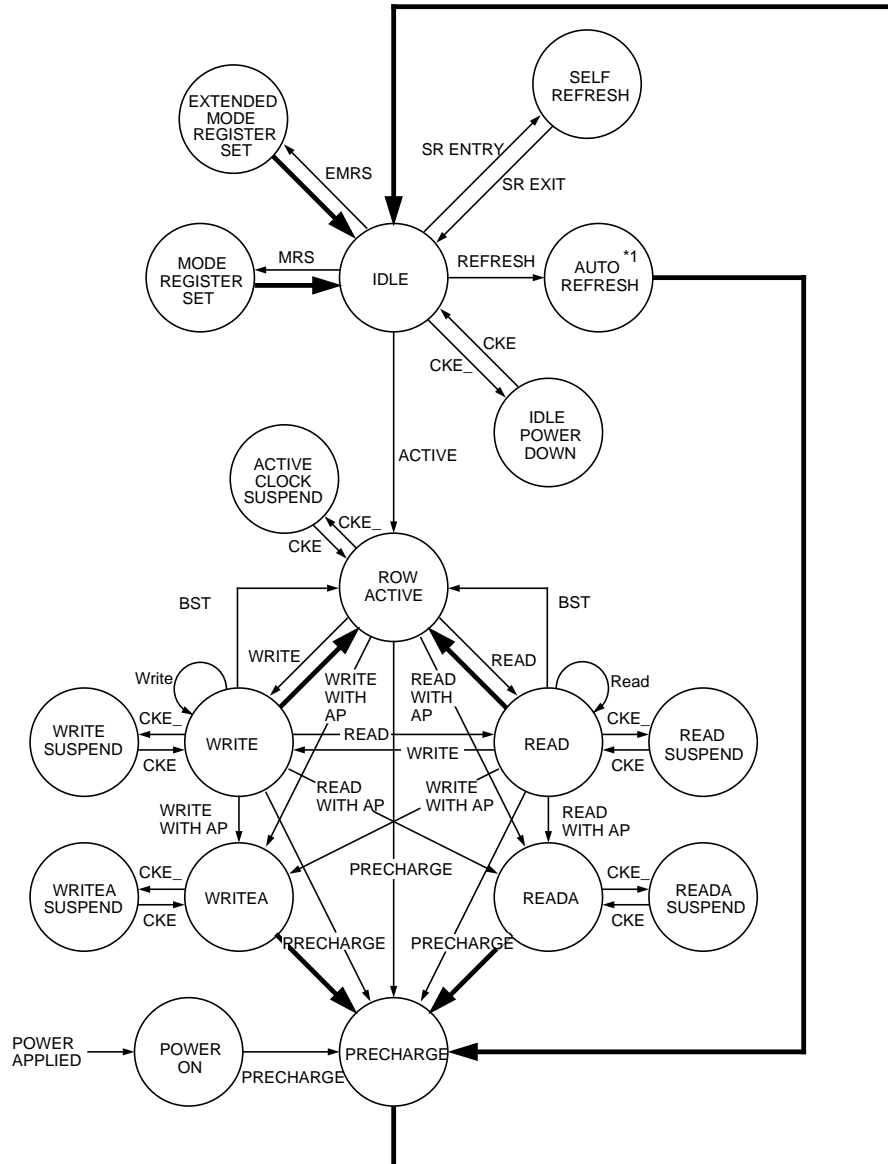 SELF
REFRESH
EXTENDED
MODE
REGISTER
SET
SR ENTRY
EMRS
SR EXIT
MRS
REFRESH
MODE
REGISTER
SET
IDLE
AUTO *1
REFRESH
CKE
CKE_
IDLE
POWER
DOWN
ACTIVE
ACTIVE
CLOCK
SUSPEND
CKE_
CKE
ROW
ACTIVE
BST
BST
WRITE
READ
Write
WRITE
WITH
AP
READ
WITH
AP
Read
WRITE
SUSPEND
CKE_
CKE
WRITE
READ
WRITE
READ
CKE_
CKE
READ
SUSPEND
READ
WITH AP
WRITE
WITH AP
WRITE
WITH AP
READ
WITH AP
WRITEA
SUSPEND
CKE_
CKE
WRITEA
PRECHARGE
READA
CKE_
CKE
READA
SUSPEND
PRECHARGE
PRECHARGE
POWER
APPLIED
POWER
ON
PRECHARGE
PRECHARGE